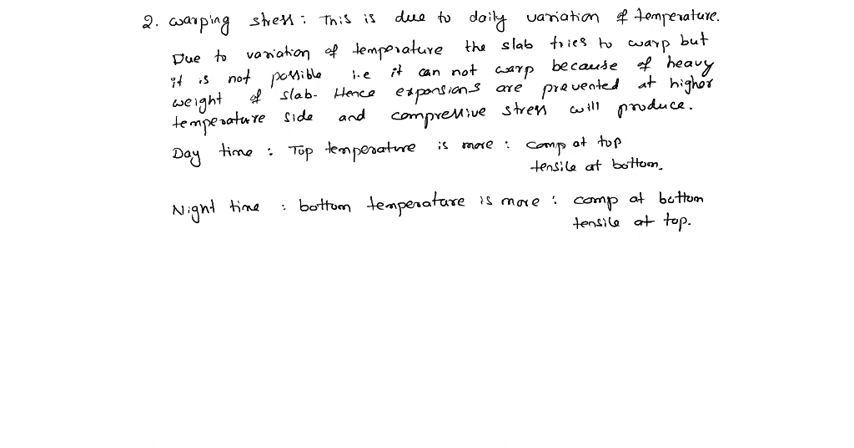 2. warping stress : This is due to daily variation of temperature.
Due to variation of temperature the slab tries to warp but
it is not possible i.e it can not warp because of heavy
weight of slab. Hence expansions are prevented at higher
temperature side and compressive stress will produce.
Day time : Top temperature is more : comp at top
tensile at bottom.
Night time : bottom temperature is more : comp at bottom
tensile at top.